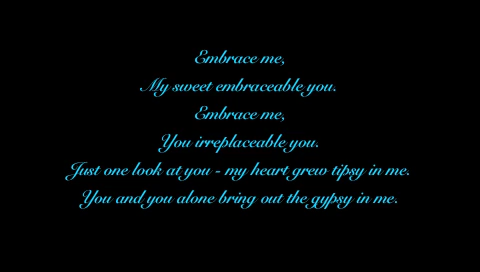 Embrace me,
My sweet embraceable you.
Embrace me,
You irreplaceable you.
Just one look at you - my heart grew tipsy in me.
You and you alone bring out the gypsy in me.